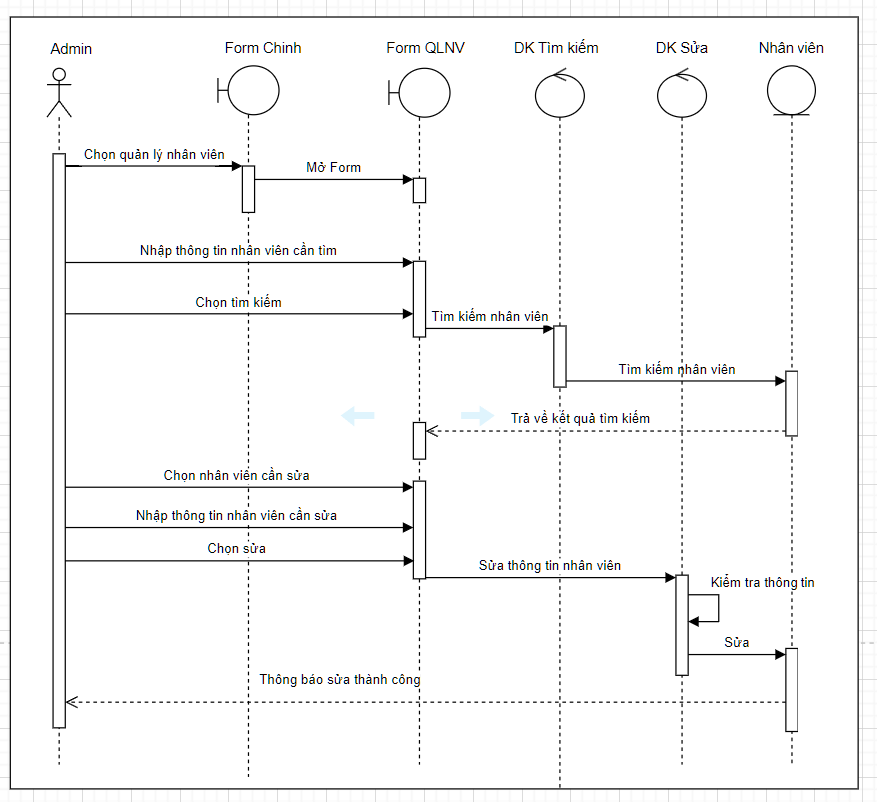 Admin
Form Chinh
Form QLNV
DK Tìm kiếm
DK Sửa
Nhân viên
Chọn quản lý nhân viên
Mở Form
Nhập thông tin nhân viên cần tìm
Chọn tìm kiếm
Tìm kiếm nhân viên
Tìm kiếm nhân viên
Trả về kết quả tìm kiếm
Chọn nhân viên cần sửa
Nhập thông tin nhân viên cần sửa
Chọn sửa
Sửa thông tin nhân viên
Kiểm tra thông tin
Sửa
Thông báo sửa thành công